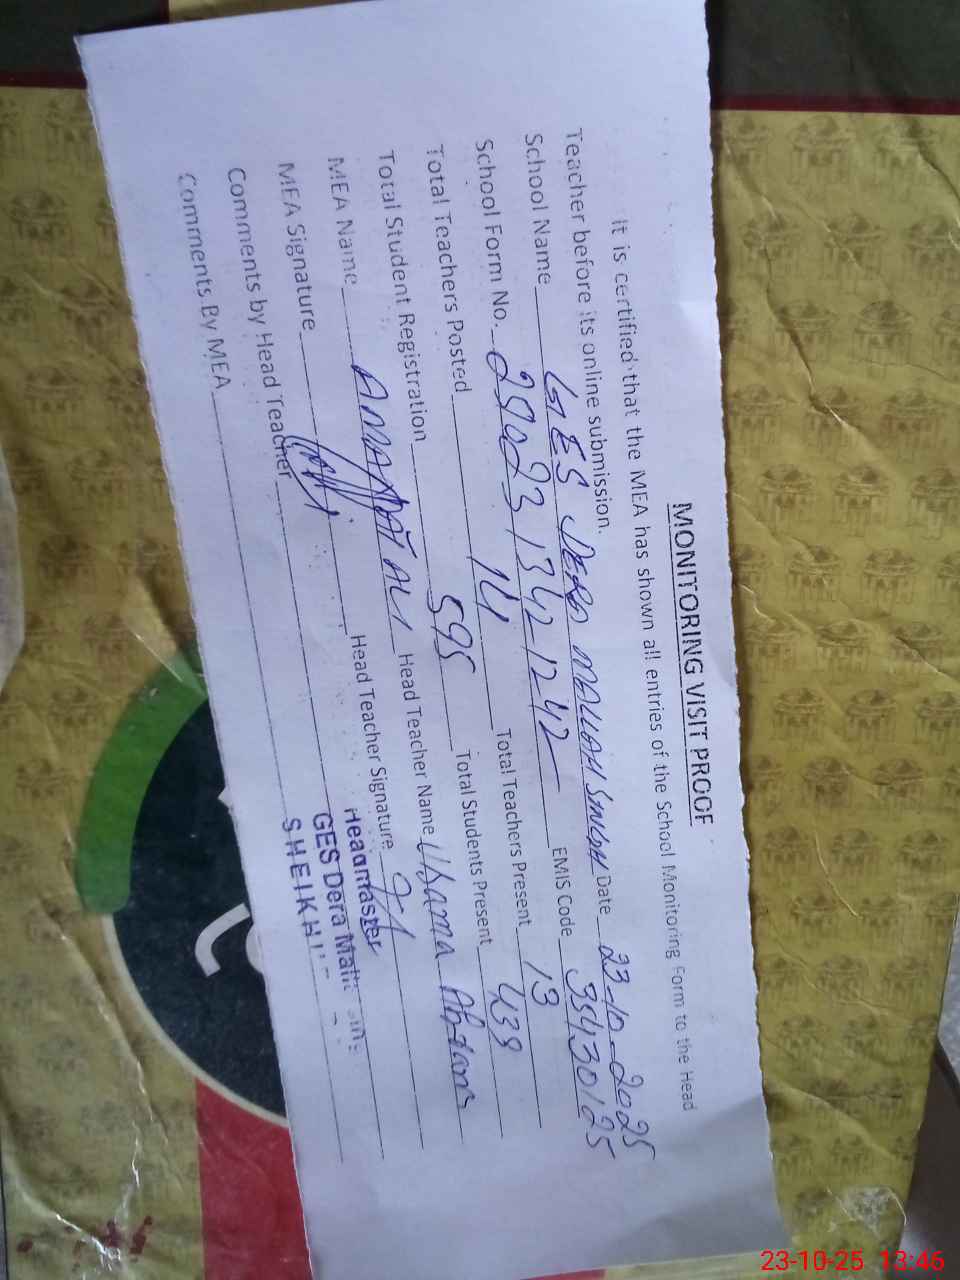 MONITORING VISIT PROOF
It is certified that the MEA has shown all entries of the School Monitoring Form to the Head
Teacher before its online submission.
School Name GES DERA MALLAH SINGH Date 23-10-2025
School Form No. EMIS Code 35430125
Total Teachers Posted 14 Total Teachers Present 13
Total Student Registration 595 Total Students Present 439
MEA Name AMANAT ALI Head Teacher Name Usama
MEA Signature Head Teacher Signature
Comments by Head Teacher Headmaster
Comments By MEA GES Dera
23-10-25 13:46